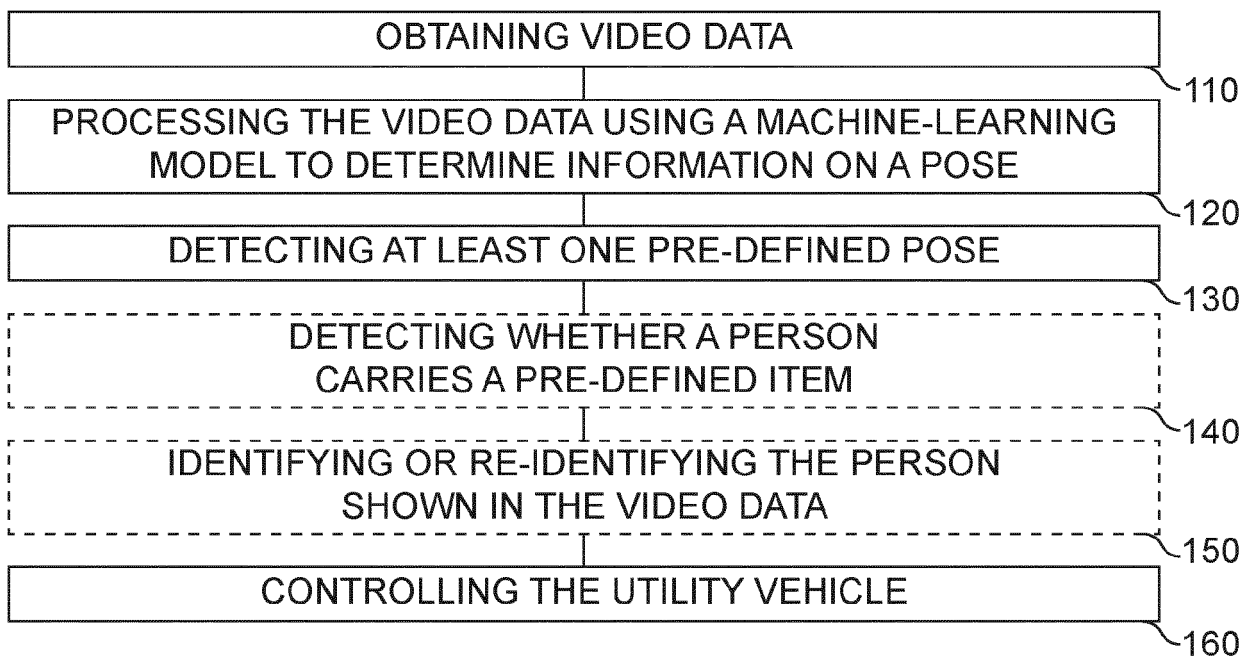 OBTAINING VIDEO DATA
110
PROCESSING THE VIDEO DATA USING A MACHINE-LEARNING
MODEL TO DETERMINE INFORMATION ON A POSE
120
DETECTING AT LEAST ONE PRE-DEFINED POSE
130
DETECTING WHETHER A PERSON
CARRIES A PRE-DEFINED ITEM
140
IDENTIFYING OR RE-IDENTIFYING THE PERSON
SHOWN IN THE VIDEO DATA
150
CONTROLLING THE UTILITY VEHICLE
160